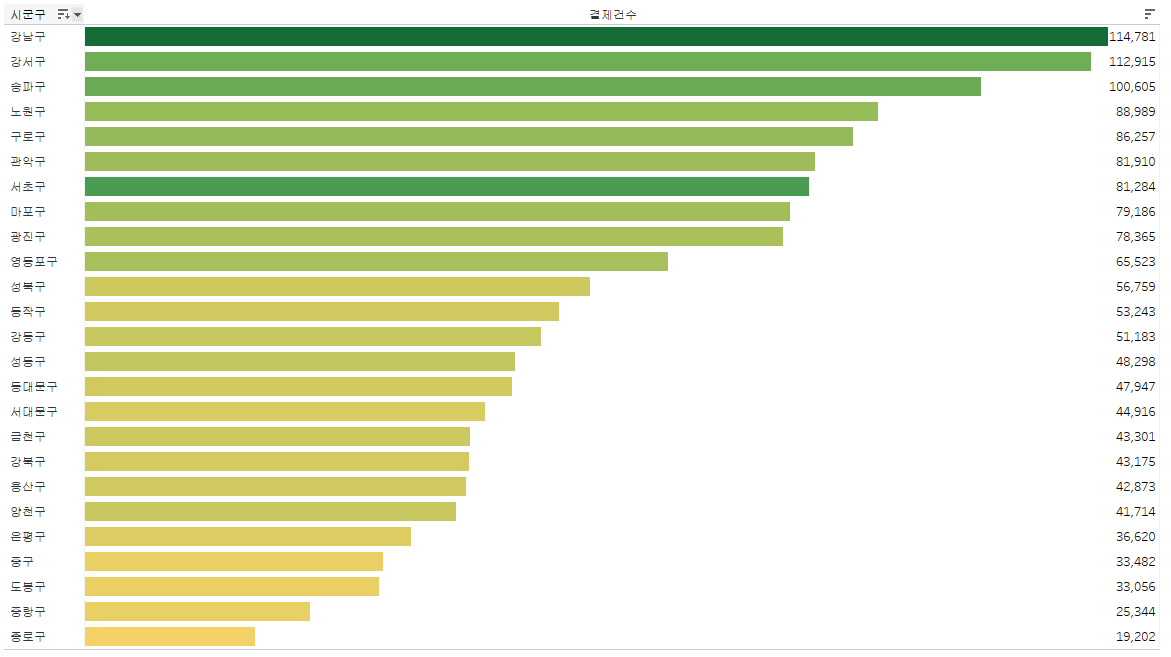 시군구 결제건수
강남구 114,781
강서구 112,915
송파구 100,605
노원구 88,989
구로구 86,257
관악구 81,910
서초구 81,284
마포구 79,186
광진구 78,365
영등포구 65,523
성북구 56,759
동작구 53,243
강동구 51,183
성동구 48,298
동대문구 47,947
서대문구 44,916
금천구 43,301
강북구 43,175
용산구 42,873
양천구 41,714
은평구 36,620
중구 33,482
도봉구 33,056
중랑구 25,344
종로구 19,202